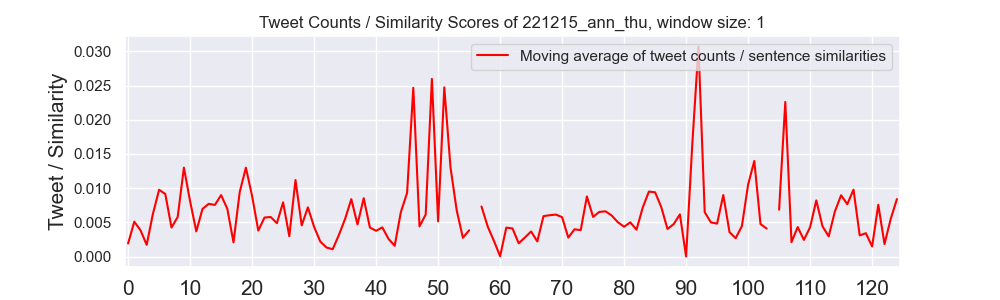 Tweet Counts / Similarity Scores of 221215_ann_thu, window size: 1
Moving average of tweet counts / sentence similarities
Tweet / Similarity
0.030
0.025
0.020
0.015
0.010
0.005
0.000
0 10 20 30 40 50 60 70 80 90 100 110 120